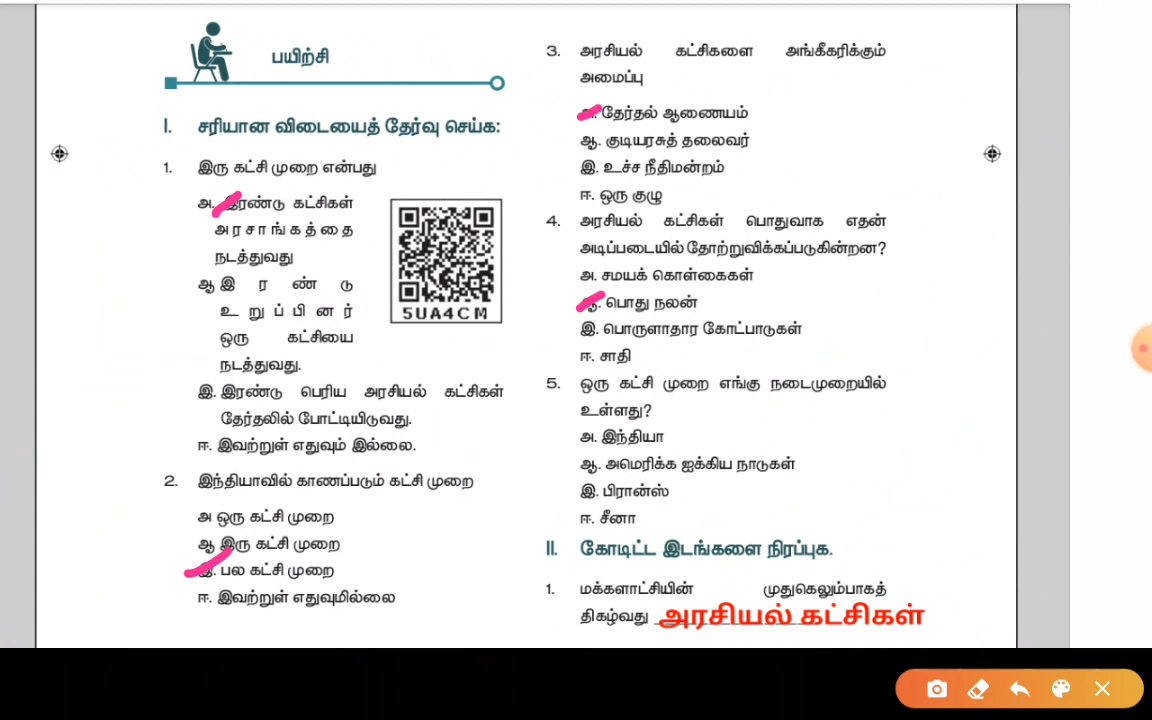 பயிற்சி
I. சரியான விடையைத் தேர்வு செய்க:
1. இரு கட்சி முறை என்பது
அ. இரண்டு கட்சிகள்
அரசாங்கத்தை
நடத்துவது
ஆ இ ர ண் டு
உறுப்பினர்
ஒரு கட்சியை
நடத்துவது.
இ. இரண்டு பெரிய அரசியல் கட்சிகள்
தேர்தலில் போட்டியிடுவது.
ஈ. இவற்றுள் எதுவும் இல்லை.
5UA4CM
2. இந்தியாவில் காணப்படும் கட்சி முறை
அ ஒரு கட்சி முறை
ஆ இரு கட்சி முறை
இ. பல கட்சி முறை
ஈ. இவற்றுள் எதுவுமில்லை
3. அரசியல் கட்சிகளை அங்கீகரிக்கும்
அமைப்பு
அ. தேர்தல் ஆணையம்
ஆ. குடியரசுத் தலைவர்
இ. உச்ச நீதிமன்றம்
ஈ. ஒரு குழு
4. அரசியல் கட்சிகள் பொதுவாக எதன்
அடிப்படையில் தோற்றுவிக்கப்படுகின்றன?
அ. சமயக் கொள்கைகள்
ஆ. பொது நலன்
இ. பொருளாதார கோட்பாடுகள்
ஈ. சாதி
5. ஒரு கட்சி முறை எங்கு நடைமுறையில்
உள்ளது?
அ. இந்தியா
ஆ. அமெரிக்க ஐக்கிய நாடுகள்
இ. பிரான்ஸ்
ஈ. சீனா
II. கோடிட்ட இடங்களை நிரப்புக.
1. மக்களாட்சியின் முதுகெலும்பாகத்
திகழ்வது அரசியல் கட்சிகள்